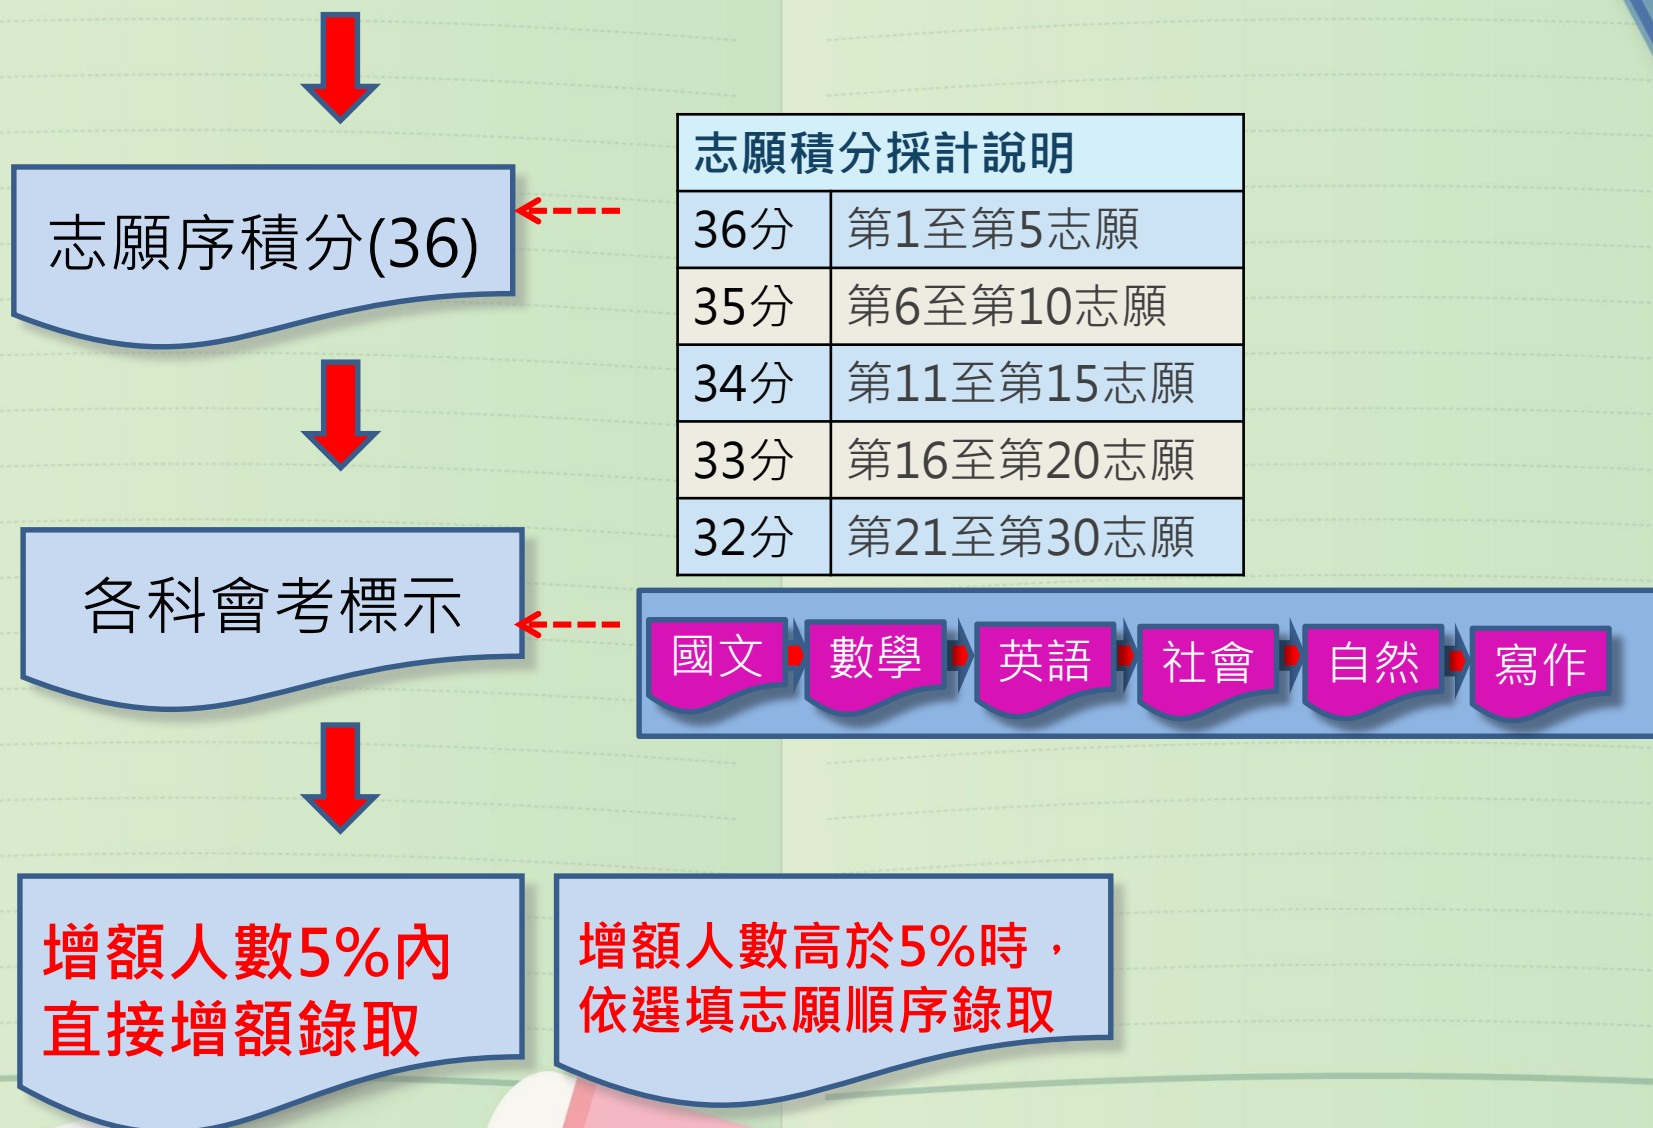 志願序積分(36)
志願積分採計說明
36分 第1至第5志願
35分 第6至第10志願
34分 第11至第15志願
33分 第16至第20志願
32分 第21至第30志願
各科會考標示
國文 數學 英語 社會 自然 寫作
增額人數5%內
直接增額錄取
增額人數高於5%時，
依選填志願順序錄取